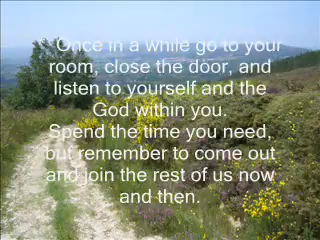 Once in a while go to your
room, close the door, and
listen to yourself and the
God within you.
Spend the time you need,
but remember to come out
and join the rest of us now
and then.